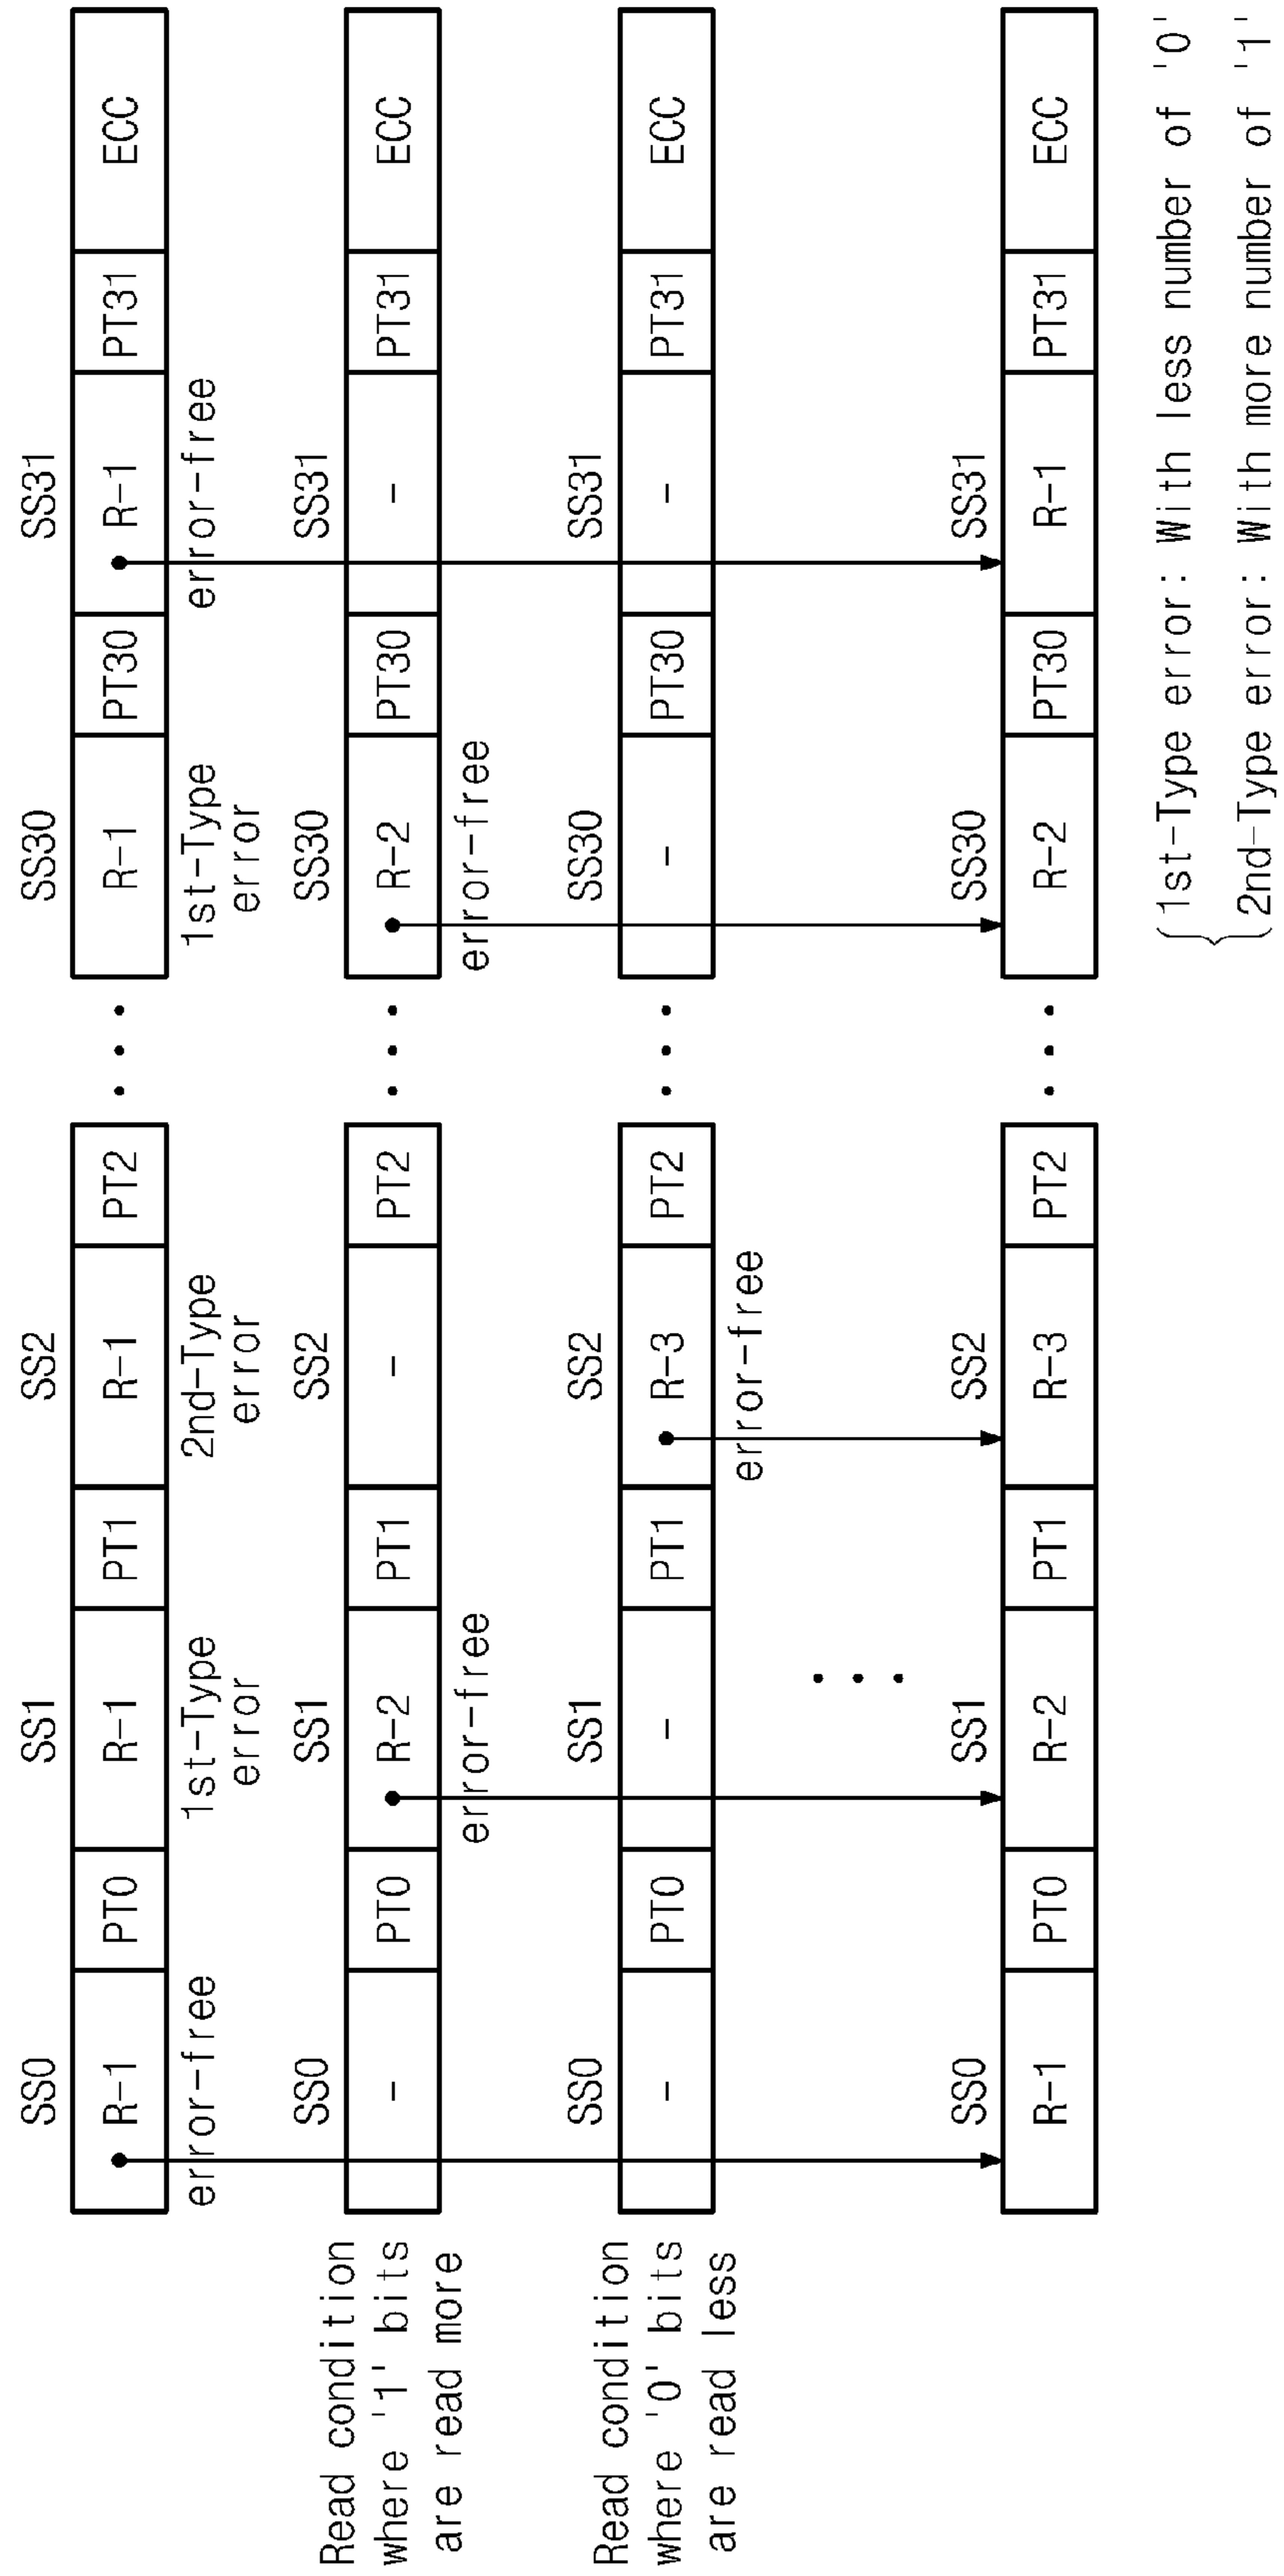 SS0 SS1 SS2 SS30 SS31
R-1 PT0 R-1 PT1 R-1 PT2 R-1 PT30 R-1 PT31 ECC
error-free 1st-Type 2nd-Type 1st-Type error-free
error error error
SS0 SS1 SS2 SS30 SS31
Read condition
where '1' bits
are read more
- PT0 R-2 PT1 - PT2 R-2 PT30 - PT31 ECC
error-free error-free
SS0 SS1 SS2 SS30 SS31
Read condition
where '0' bits
are read less
- PT0 - PT1 R-3 PT2 - PT30 - PT31 ECC
error-free
SS0 SS1 SS2 SS30 SS31
R-1 PT0 R-2 PT1 R-3 PT2 R-2 PT30 R-1 PT31 ECC
1st-Type error: With less number of '0'
2nd-Type error: With more number of '1'